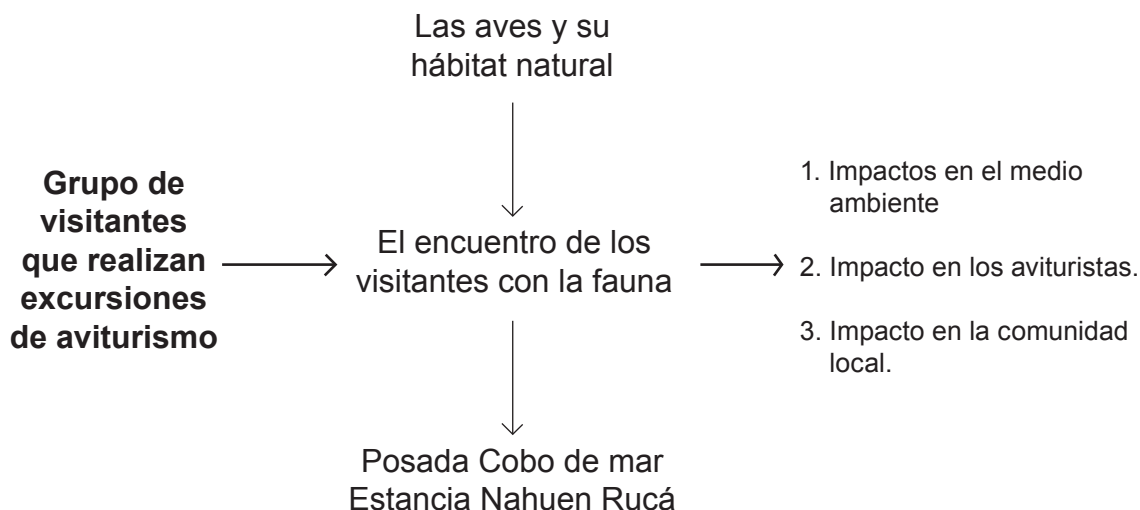 Las aves y su
hábitat natural
Grupo de
visitantes
que realizan
excursiones
de aviturismo
El encuentro de los
visitantes con la fauna
1. Impactos en el medio
ambiente
2. Impacto en los avituristas.
3. Impacto en la comunidad
local.
Posada Cobo de mar
Estancia Nahuen Rucá